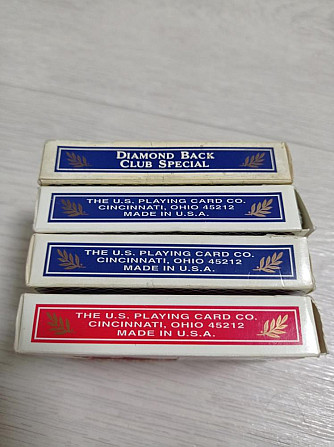 DIAMOND BACK
CLUB SPECIAL
THE U.S. PLAYING CARD CO.
CINCINNATI, OHIO 45212
MADE IN U.S.A.
THE U.S. PLAYING CARD CO.
CINCINNATI, OHIO 45212
MADE IN U.S.A.
THE U.S. PLAYING CARD CO.
CINCINNATI, OHIO 45212
MADE IN U.S.A.